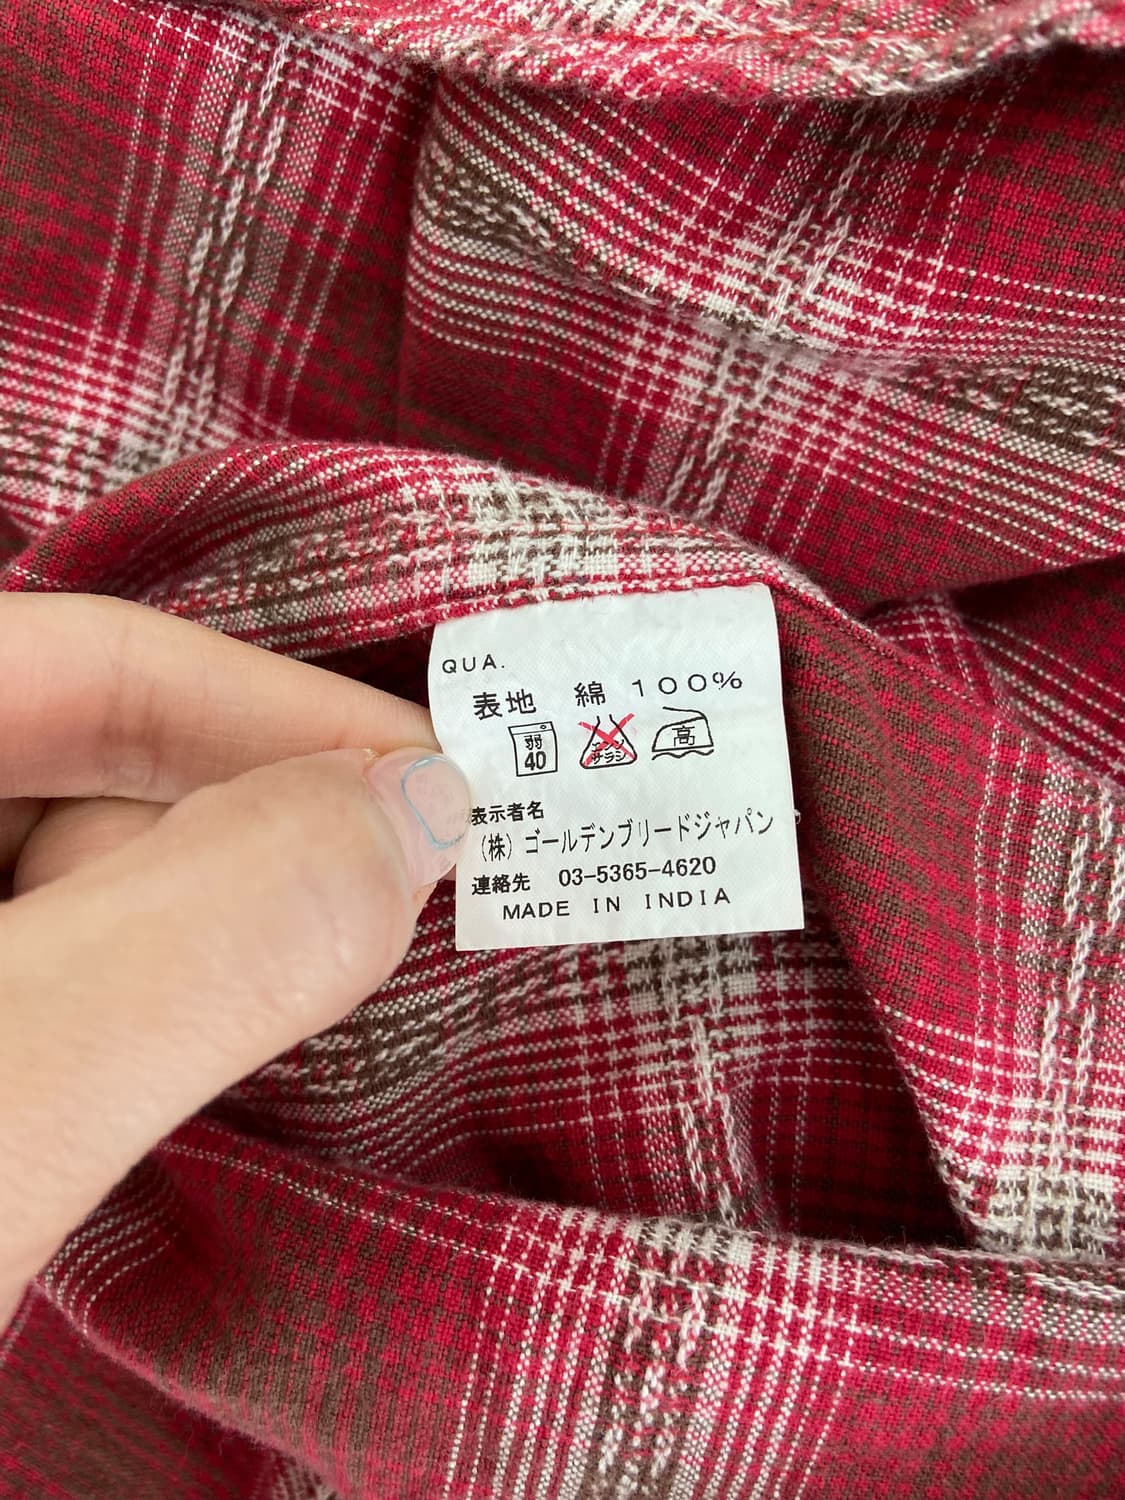 QUA.
表地 綿 100%
弱 40 エンソ サラシ 高
表示者名
(株) ゴールデンブリードジャパン
連絡先 03-5365-4620
MADE IN INDIA